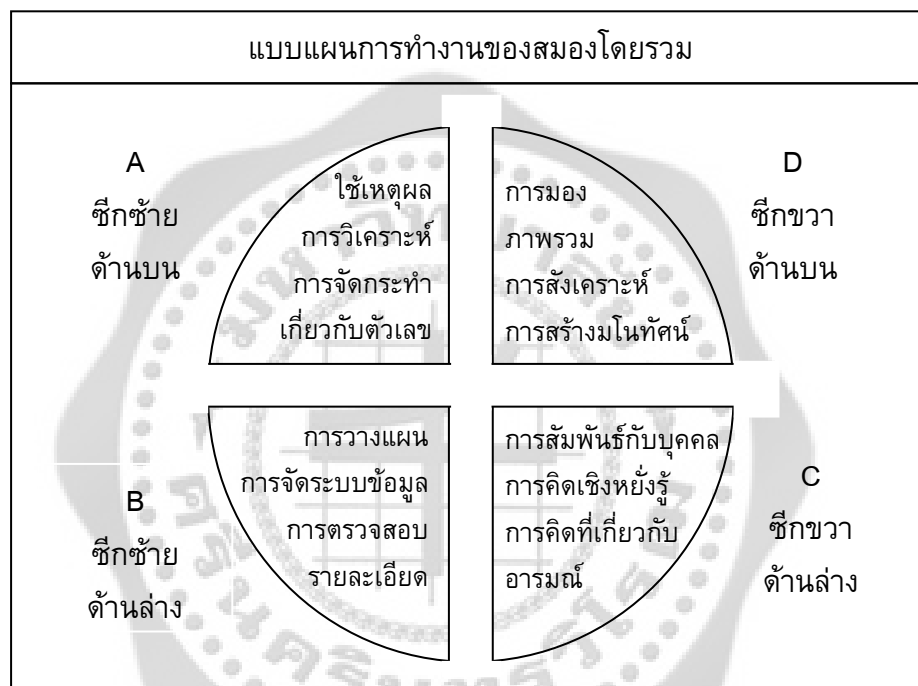 แบบแผนการทำงานของสมองโดยรวม
A
ซีกซ้าย
ด้านบน
ใช้เหตุผล
การวิเคราะห์
การจัดกระทำ
เกี่ยวกับตัวเลข
การมอง
ภาพรวม
การสังเคราะห์
การสร้างมโนทัศน์
D
ซีกขวา
ด้านบน
B
ซีกซ้าย
ด้านล่าง
การวางแผน
การจัดระบบข้อมูล
การตรวจสอบ
รายละเอียด
การสัมพันธ์กับบุคคล
การคิดเชิงหยั่งรู้
การคิดที่เกี่ยวกับ
อารมณ์
C
ซีกขวา
ด้านล่าง